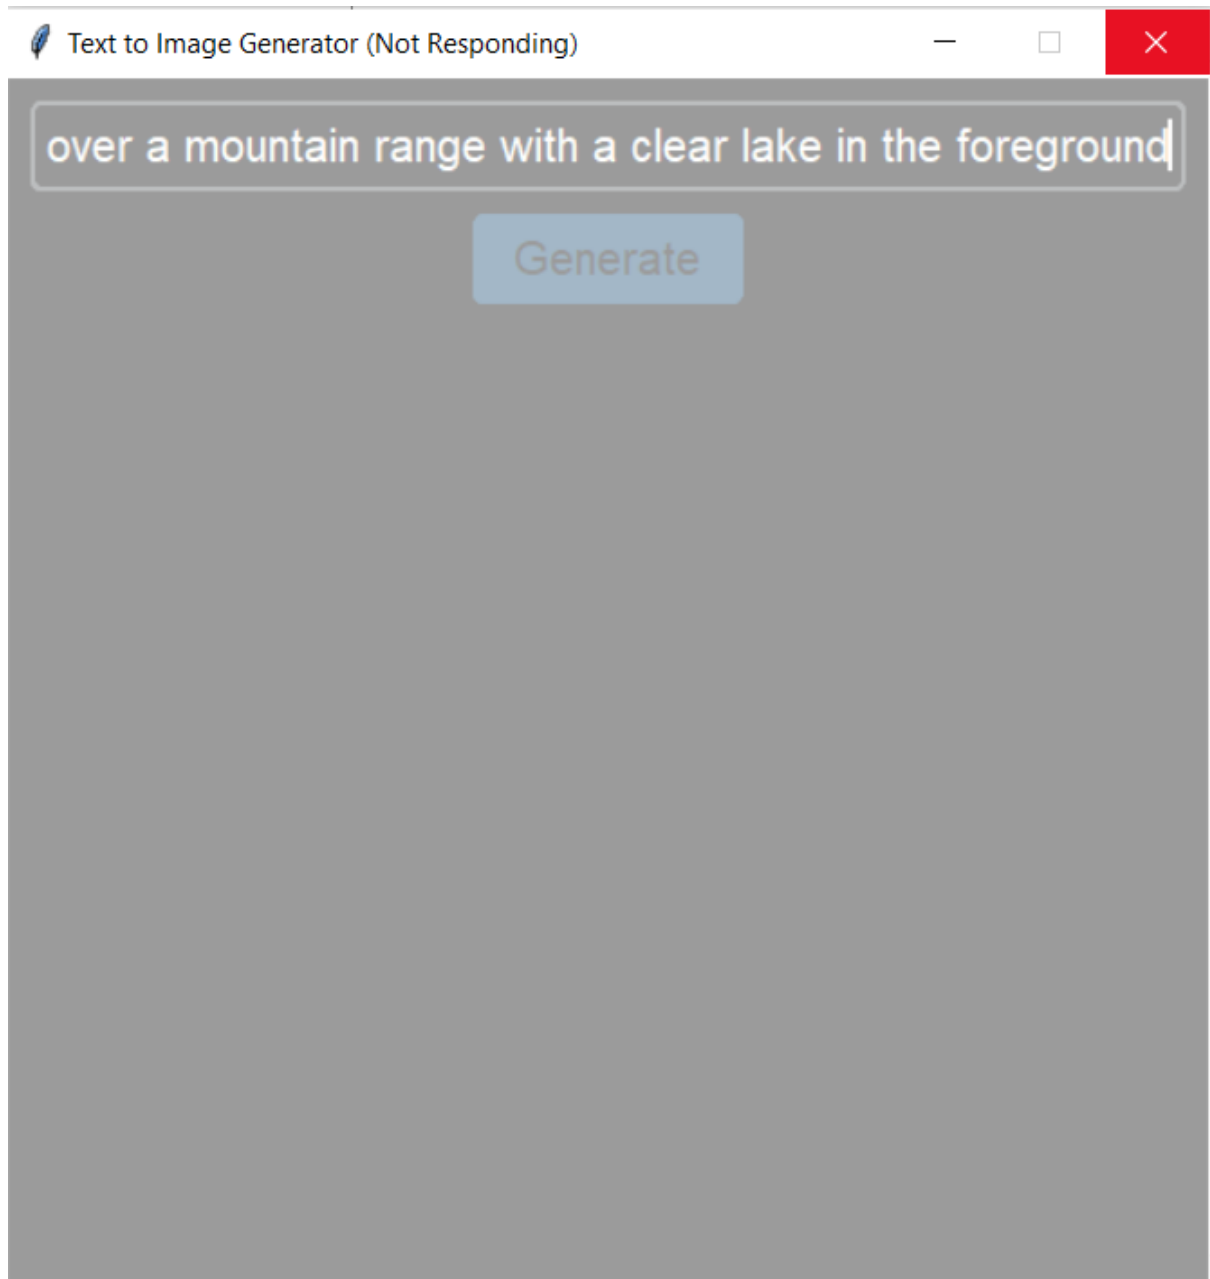 Text to Image Generator (Not Responding)
over a mountain range with a clear lake in the foreground
Generate